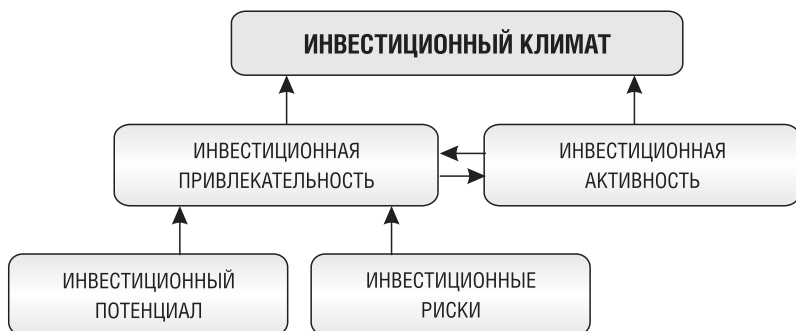 ИНВЕСТИЦИОННЫЙ КЛИМАТ
ИНВЕСТИЦИОННАЯ
ПРИВЛЕКАТЕЛЬНОСТЬ
ИНВЕСТИЦИОННАЯ
АКТИВНОСТЬ
ИНВЕСТИЦИОННЫЙ
ПОТЕНЦИАЛ
ИНВЕСТИЦИОННЫЕ
РИСКИ